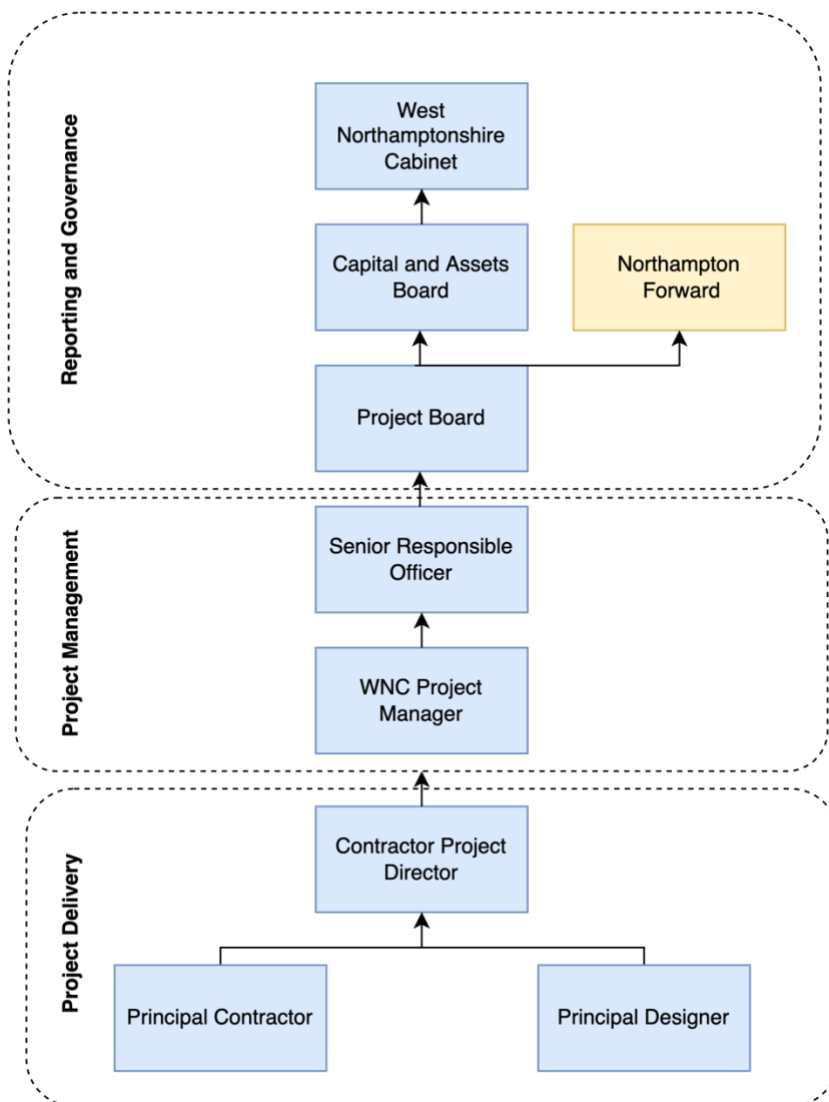 Reporting and Governance
West
Northamptonshire
Cabinet
Capital and Assets
Board
Northampton
Forward
Project Board
Project Management
Senior Responsible
Officer
WNC Project
Manager
Project Delivery
Contractor Project
Director
Principal Contractor
Principal Designer